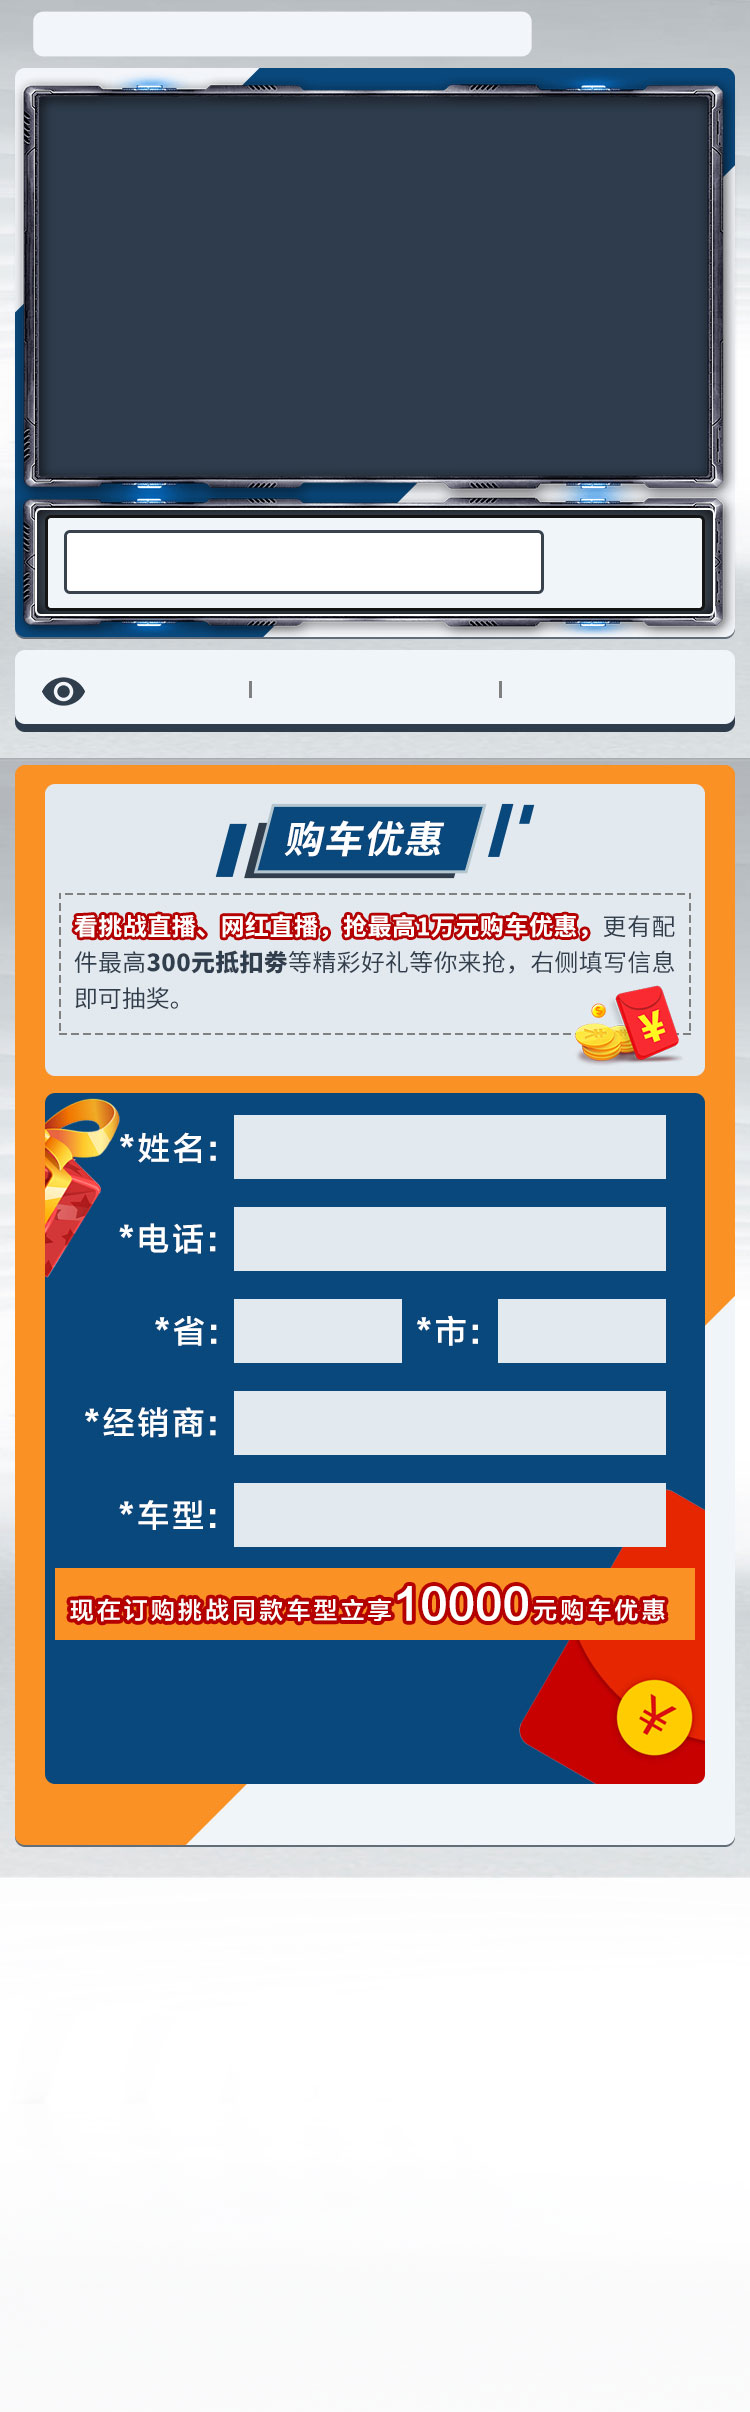 购车优惠
看挑战直播、网红直播，抢最高1万元购车优惠，更有配
件最高300元抵扣劵等精彩好礼等你来抢，右侧填写信息
即可抽奖。
*姓名:
*电话:
*省: *市:
*经销商:
*车型:
现在订购挑战同款车型立享10000元购车优惠